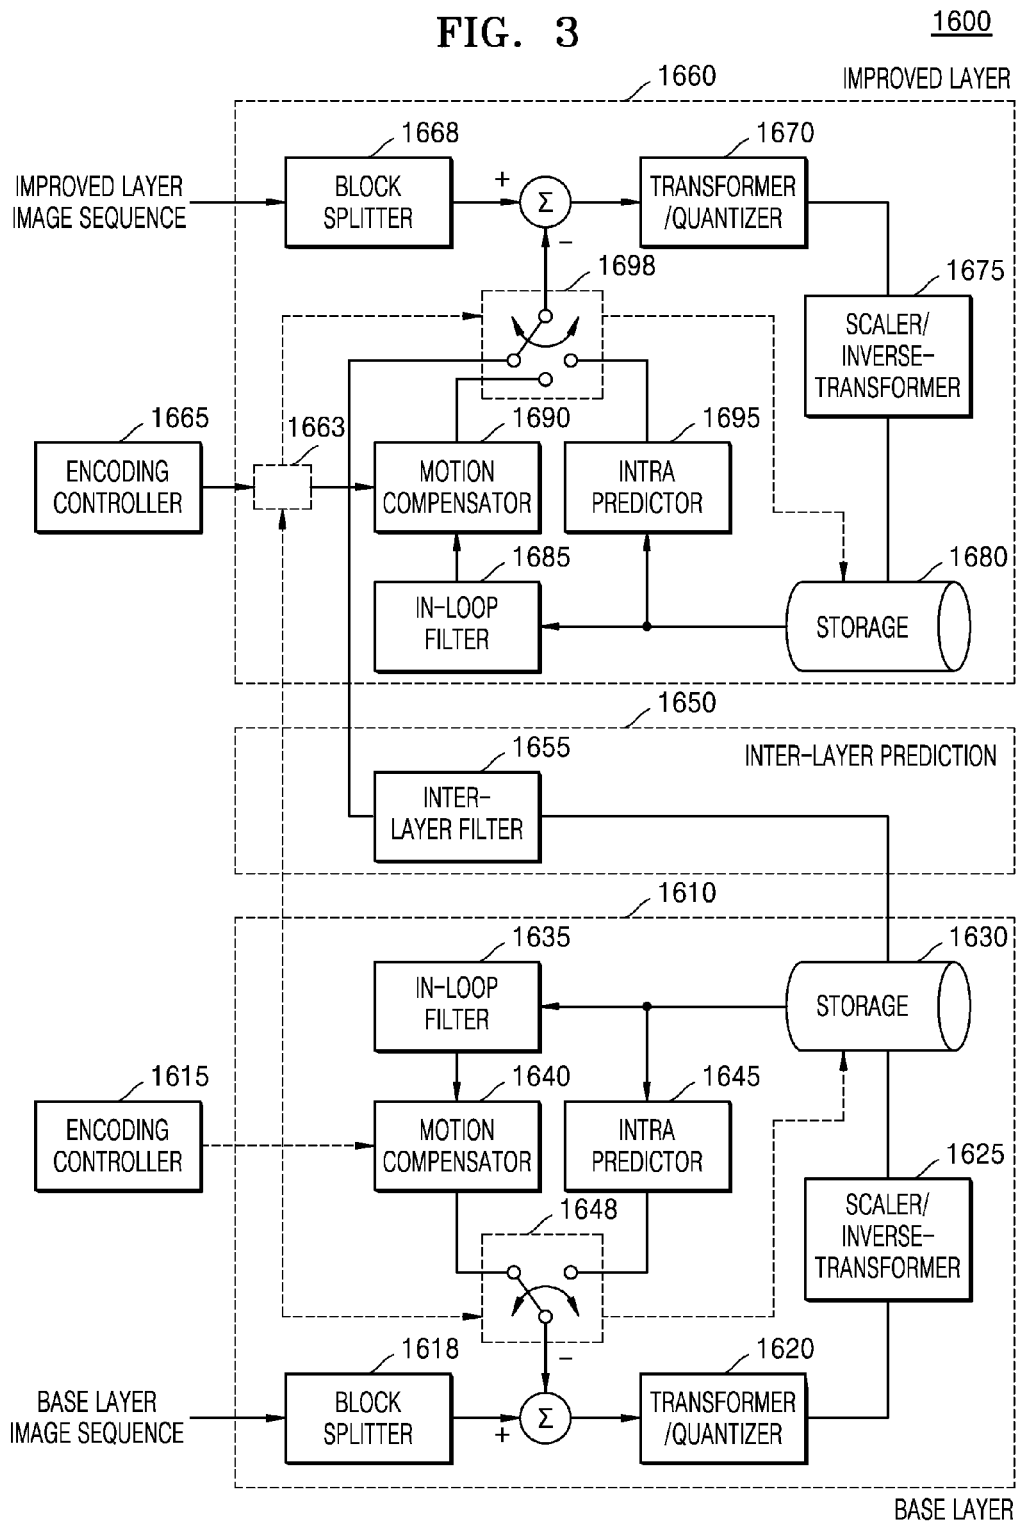 FIG. 3
1600
1660
IMPROVED LAYER
1668
1670
IMPROVED LAYER
IMAGE SEQUENCE
BLOCK
SPLITTER
+
Σ
−
TRANSFORMER
/QUANTIZER
1698
1675
SCALER/
INVERSE-
TRANSFORMER
1665
1663
1690
1695
ENCODING
CONTROLLER
MOTION
COMPENSATOR
INTRA
PREDICTOR
1685
1680
IN-LOOP
FILTER
STORAGE
1650
1655
INTER-LAYER PREDICTION
INTER-
LAYER FILTER
1610
1635
1630
IN-LOOP
FILTER
STORAGE
1615
1640
1645
ENCODING
CONTROLLER
MOTION
COMPENSATOR
INTRA
PREDICTOR
1625
1648
SCALER/
INVERSE-
TRANSFORMER
1618
1620
BASE LAYER
IMAGE SEQUENCE
BLOCK
SPLITTER
−
+
Σ
TRANSFORMER
/QUANTIZER
BASE LAYER